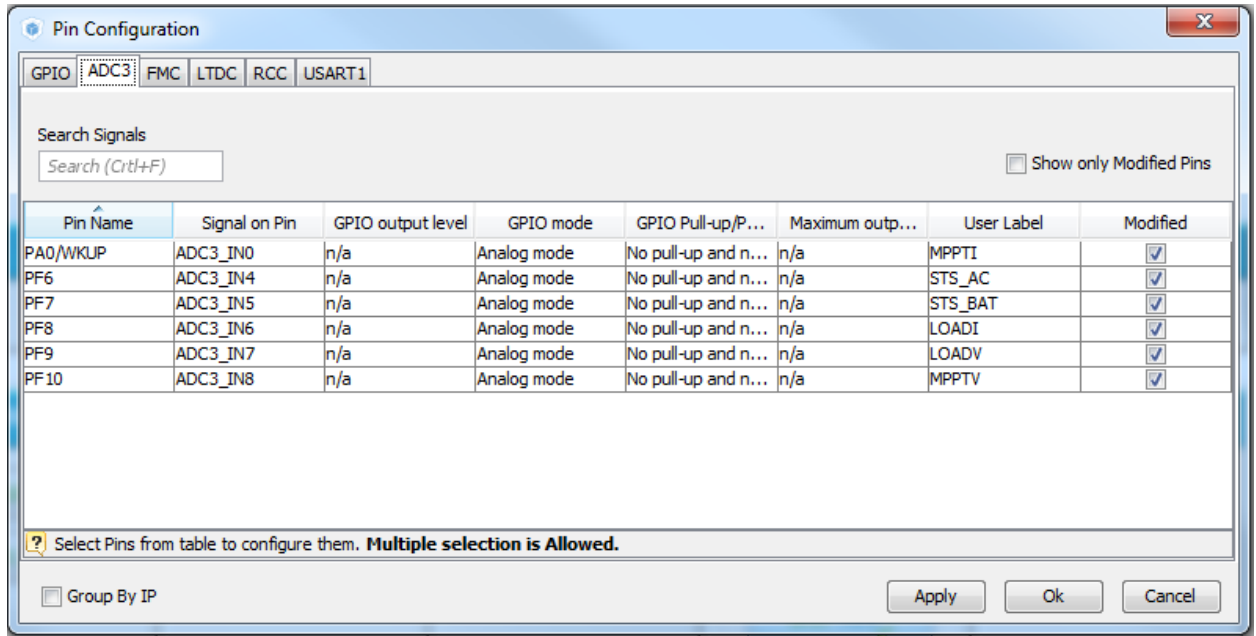 Pin Configuration
GPIO ADC3 FMC LTDC RCC USART1
Search Signals
Search (Crtl+F)
Show only Modified Pins
Pin Name Signal on Pin GPIO output level GPIO mode GPIO Pull-up/P... Maximum outp... User Label Modified
PA0/WKUP ADC3_IN0 n/a Analog mode No pull-up and n... n/a MPPTI
PF6 ADC3_IN4 n/a Analog mode No pull-up and n... n/a STS_AC
PF7 ADC3_IN5 n/a Analog mode No pull-up and n... n/a STS_BAT
PF8 ADC3_IN6 n/a Analog mode No pull-up and n... n/a LOADI
PF9 ADC3_IN7 n/a Analog mode No pull-up and n... n/a LOADV
PF10 ADC3_IN8 n/a Analog mode No pull-up and n... n/a MPPTV
? Select Pins from table to configure them. Multiple selection is Allowed.
Group By IP Apply Ok Cancel